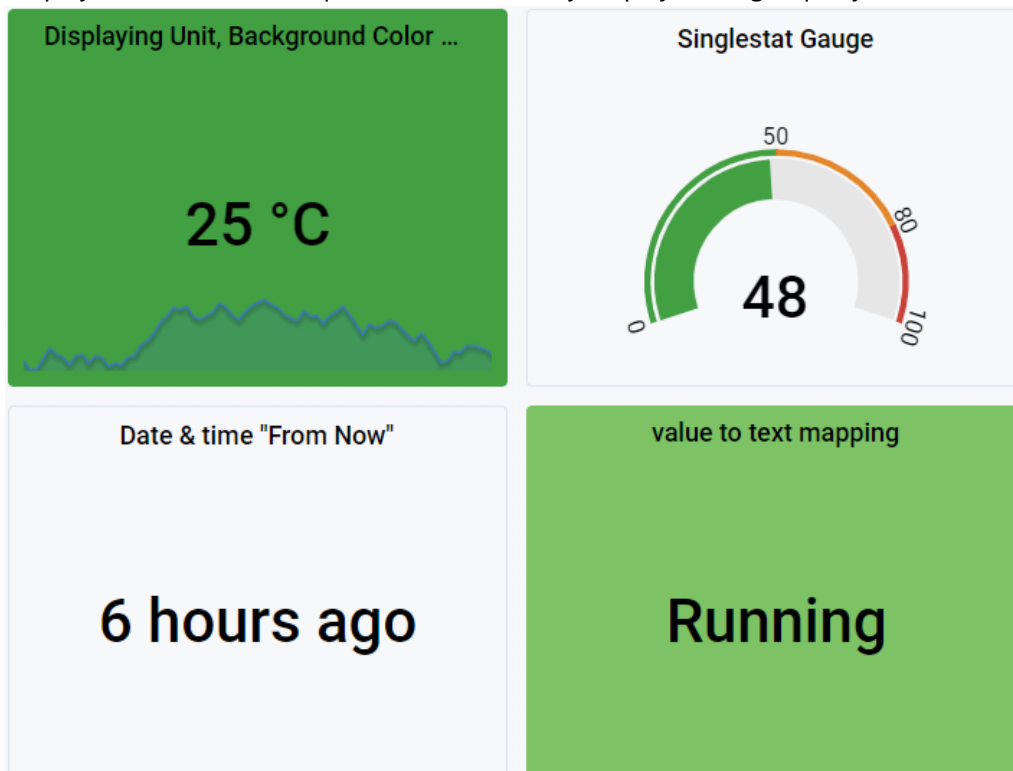 Displaying Unit, Background Color ...
25 °C
Singlestat Gauge
50
80
0
100
48
Date & time "From Now"
6 hours ago
value to text mapping
Running